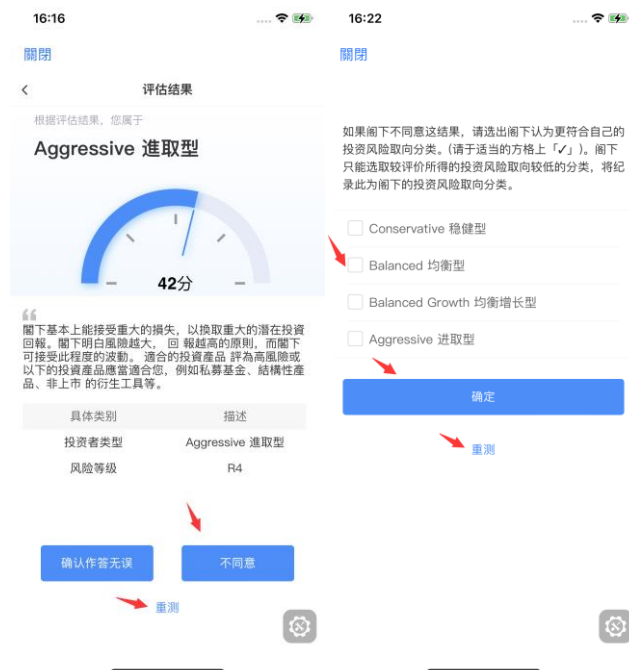 16:16
關閉
评估结果
根据评估结果，您属于
Aggressive 進取型
42分
閣下基本上能接受重大的損失，以換取重大的潛在投資
回報。閣下明白風險越大， 回 報越高的原則，而閣下
可接受此程度的波動。 適合的投資產品 評為高風險或
以下的投資產品應當適合您，例如私募基金、結構性產
品、非上市 的衍生工具等。
具体类别 描述
投资者类型 Aggressive 進取型
风险等级 R4
确认作答无误 不同意
重测
16:22
關閉
如果阁下不同意这结果，请选出阁下认为更符合自己的
投资风险取向分类。(请于适当的方格上「✓」)。阁下
只能选取较评价所得的投资风险取向较低的分类，将纪
录此为阁下的投资风险取向分类。
Conservative 稳健型
Balanced 均衡型
Balanced Growth 均衡增长型
Aggressive 进取型
确定
重测